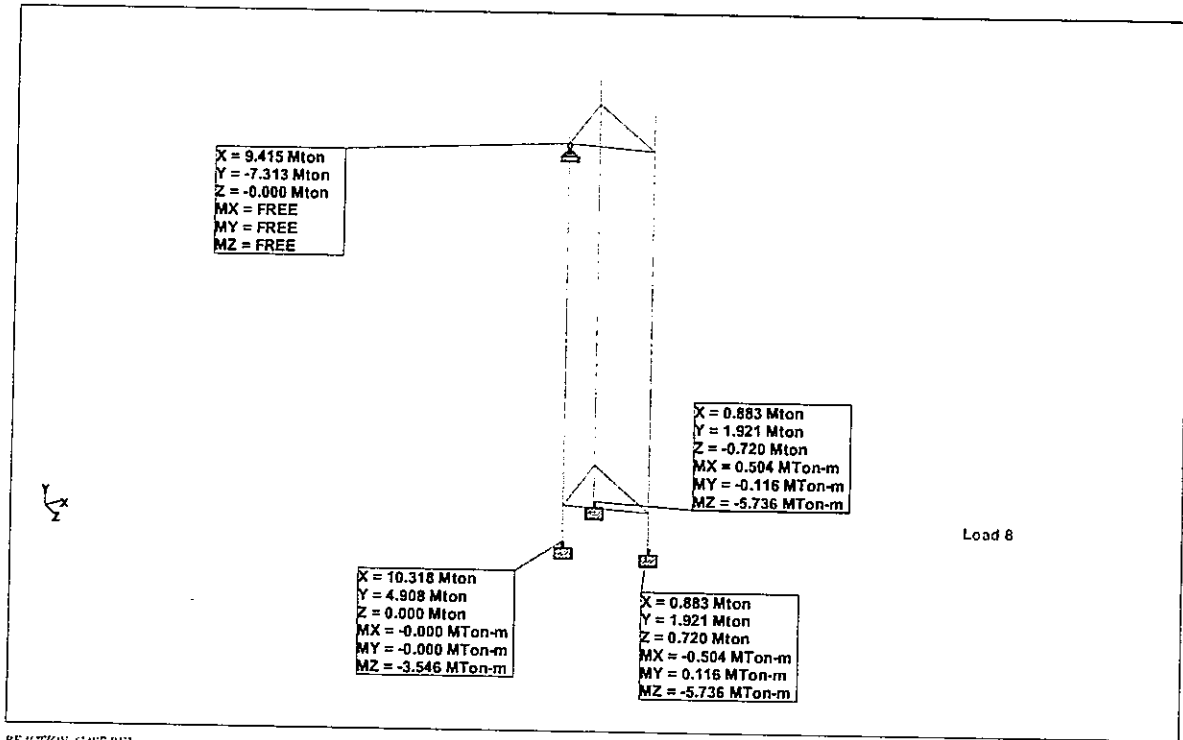 X = 9.415 Mton
Y = -7.313 Mton
Z = -0.000 Mton
MX = FREE
MY = FREE
MZ = FREE
X = 0.883 Mton
Y = 1.921 Mton
Z = -0.720 Mton
MX = 0.504 MTon-m
MY = -0.116 MTon-m
MZ = -5.736 MTon-m
Y
X
Z
Load 8
X = 10.318 Mton
Y = 4.908 Mton
Z = 0.000 Mton
MX = -0.000 MTon-m
MY = -0.000 MTon-m
MZ = -3.546 MTon-m
X = 0.883 Mton
Y = 1.921 Mton
Z = 0.720 Mton
MX = -0.504 MTon-m
MY = 0.116 MTon-m
MZ = -5.736 MTon-m